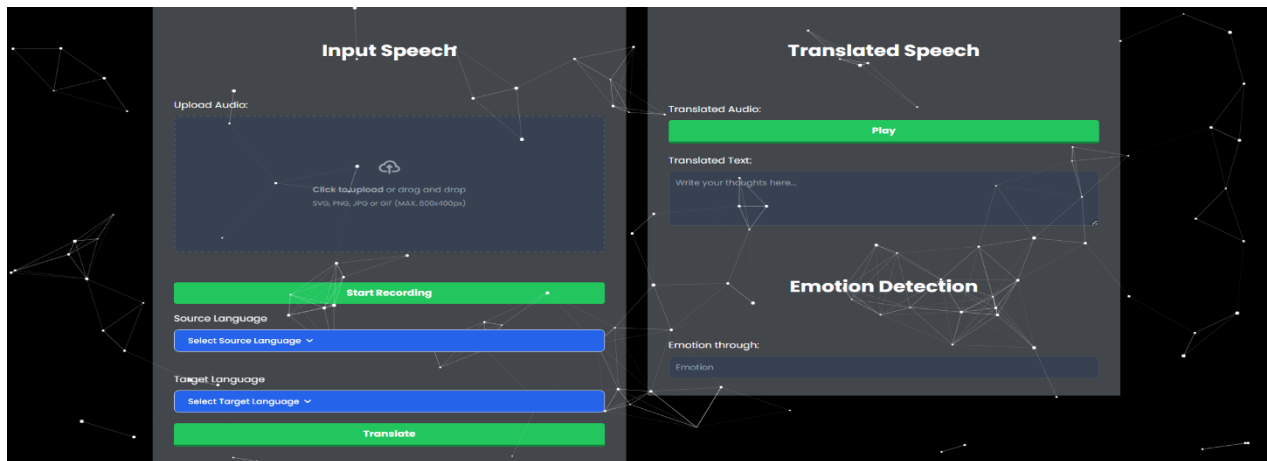 Input Speech
Upload Audio:
Click to upload or drag and drop
SVG, PNG, JPG or GIF (MAX. 800x400px)
Start Recording
Source Language
Select Source Language
Target Language
Select Target Language
Translate
Translated Speech
Translated Audio:
Play
Translated Text:
Write your thoughts here...
Emotion Detection
Emotion through:
Emotion